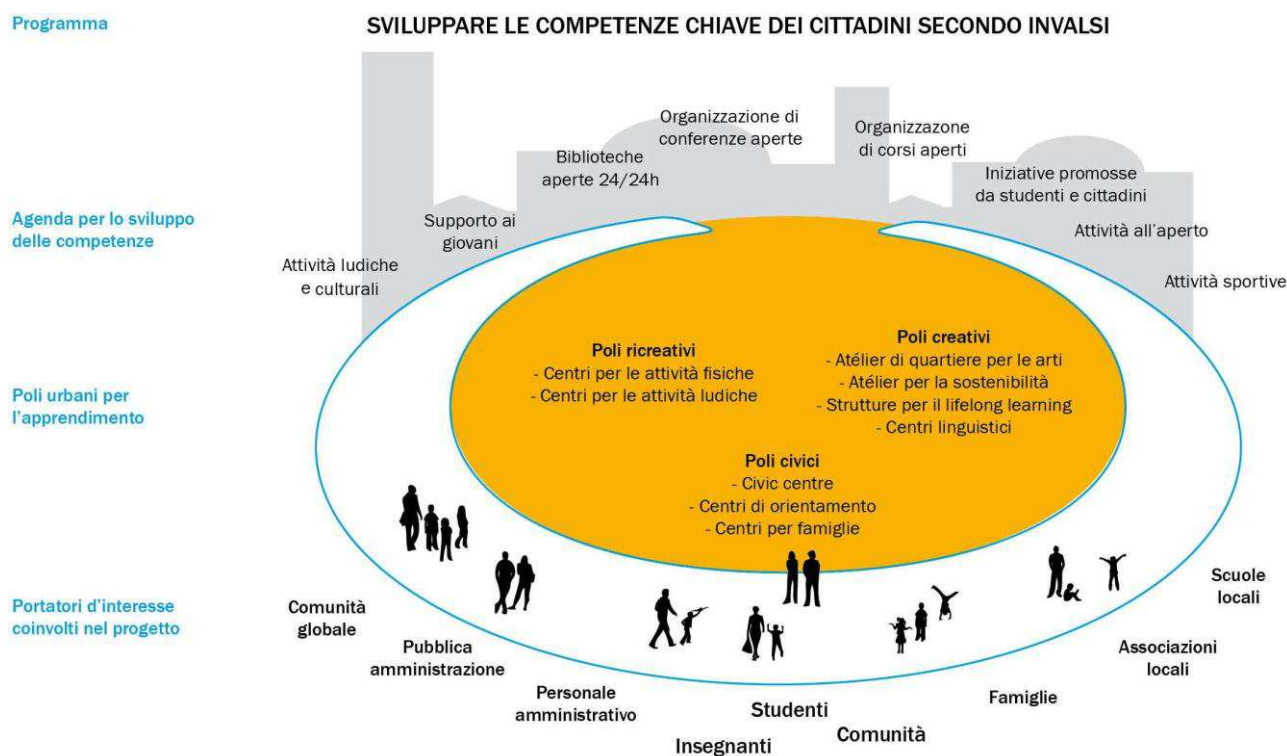 Programma
SVILUPPARE LE COMPETENZE CHIAVE DEI CITTADINI SECONDO INVALSI
Agenda per lo sviluppo
delle competenze
Attività ludiche
e culturali
Supporto ai
giovani
Biblioteche
aperte 24/24h
Organizzazione di
conferenze aperte
Organizzazone
di corsi aperti
Iniziative promosse
da studenti e cittadini
Attività all'aperto
Attività sportive
Poli urbani per
l'apprendimento
Poli ricreativi
- Centri per le attività fisiche
- Centri per le attività ludiche
Poli creativi
- Atélier di quartiere per le arti
- Atélier per la sostenibilità
- Strutture per il lifelong learning
- Centri linguistici
Poli civici
- Civic centre
- Centri di orientamento
- Centri per famiglie
Portatori d'interesse
coinvolti nel progetto
Comunità
globale
Pubblica
amministrazione
Personale
amministrativo
Insegnanti
Studenti
Comunità
Famiglie
Associazioni
locali
Scuole
locali